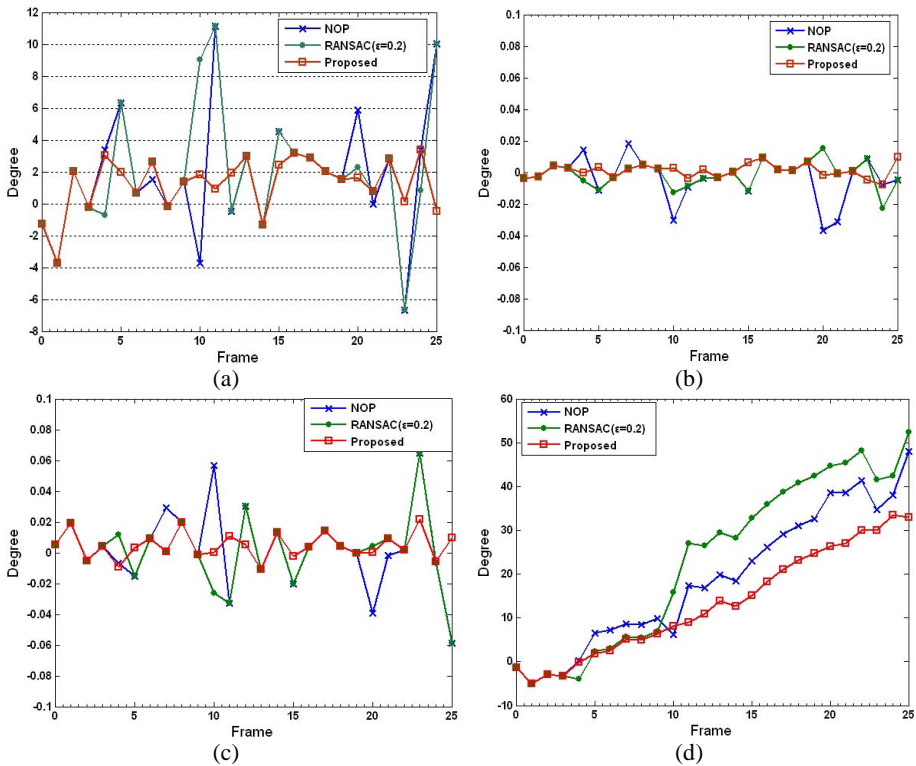 12
10
8
6
4
2
0
-2
-4
-6
-8
Degree
NOP
RANSAC(ε=0.2)
Proposed
0 5 10 15 20 25
Frame
(a)
0.1
0.08
0.06
0.04
0.02
0
-0.02
-0.04
-0.06
-0.08
-0.1
Degree
NOP
RANSAC(ε=0.2)
Proposed
0 5 10 15 20 25
Frame
(b)
0.1
0.08
0.06
0.04
0.02
0
-0.02
-0.04
-0.06
-0.08
-0.1
Degree
NOP
RANSAC(ε=0.2)
Proposed
0 5 10 15 20 25
Frame
(c)
60
50
40
30
20
10
0
-10
Degree
NOP
RANSAC(ε=0.2)
Proposed
0 5 10 15 20 25
Frame
(d)